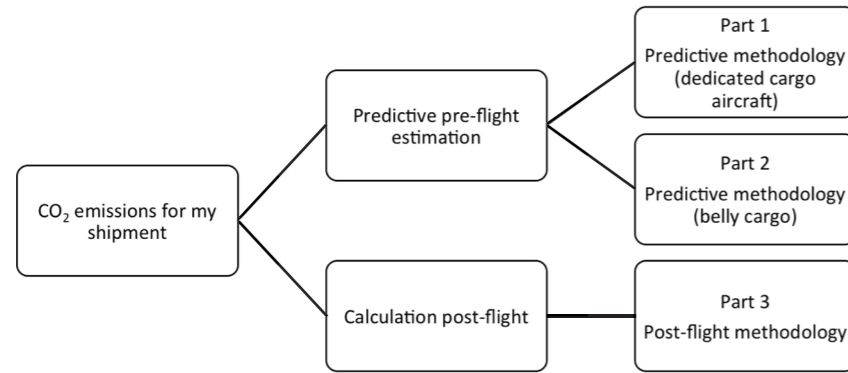 CO₂ emissions for my
shipment
Predictive pre-flight
estimation
Calculation post-flight
Part 1
Predictive methodology
(dedicated cargo
aircraft)
Part 2
Predictive methodology
(belly cargo)
Part 3
Post-flight methodology